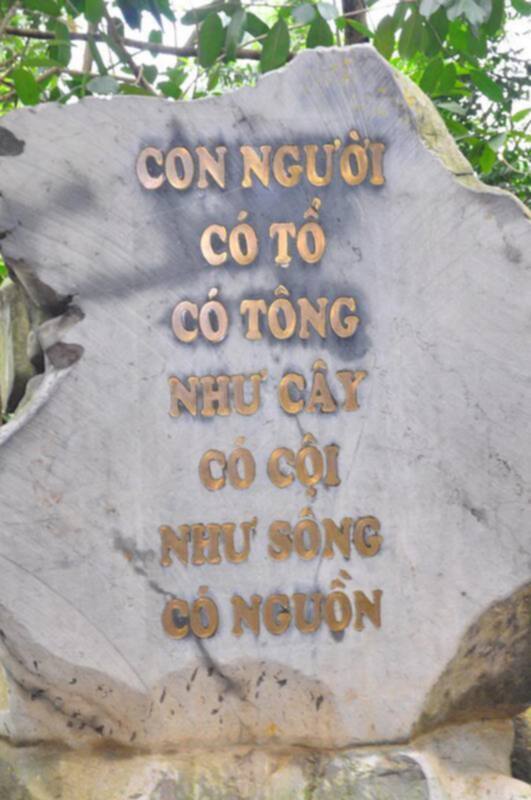 CON NGƯỜI
CÓ TỔ
CÓ TÔNG
NHƯ CÂY
CÓ CỘI
NHƯ SÔNG
CÓ NGUỒN